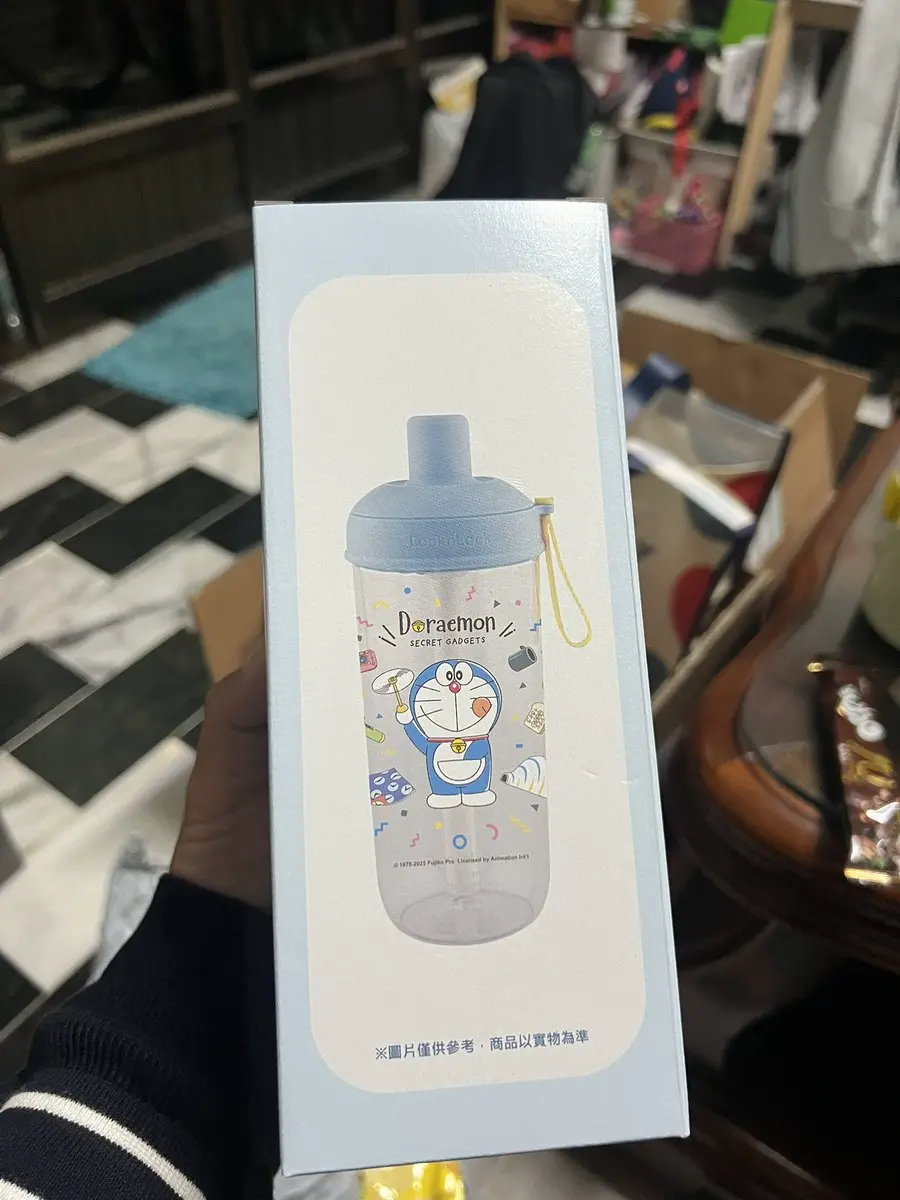 LocknLock
Doraemon
SECRET GADGETS
© 1970-2025 Fujiko Pro Licensed by Animation Int'l
※圖片僅供參考，商品以實物為準